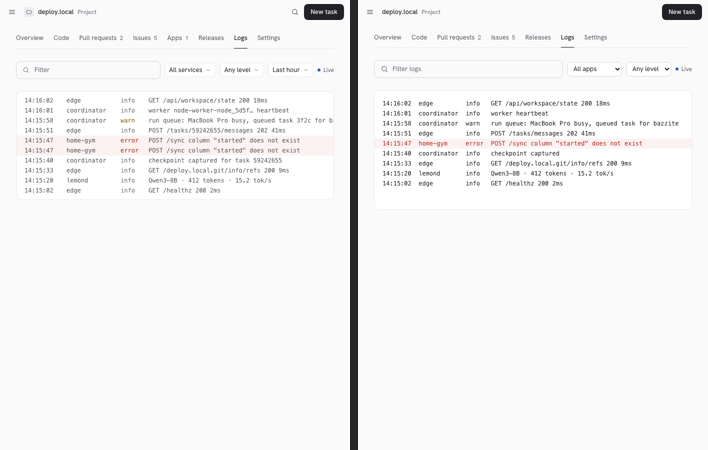 deploy.local Project New task
Overview Code Pull requests 2 Issues 5 Apps 1 Releases Logs Settings
Filter All services Any level Last hour Live
14:16:02 edge info GET /api/workspace/state 200 18ms
14:16:01 coordinator info worker node-worker-node_5d5f… heartbeat
14:15:58 coordinator warn run queue: MacBook Pro busy, queued task 3f2c for b
14:15:51 edge info POST /tasks/59242655/messages 202 41ms
14:15:47 home-gym error POST /sync column "started" does not exist
14:15:47 home-gym error POST /sync column "started" does not exist
14:15:40 coordinator info checkpoint captured for task 59242655
14:15:33 edge info GET /deploy.local.git/info/refs 200 9ms
14:15:20 lemond info Qwen3-8B · 412 tokens · 15.2 tok/s
14:15:02 edge info GET /healthz 200 2ms
deploy.local Project New task
Overview Code Pull requests 2 Issues 5 Releases Logs Settings
Filter logs All apps Any level Live
14:16:02 edge info GET /api/workspace/state 200 18ms
14:16:01 coordinator info worker heartbeat
14:15:58 coordinator warn run queue: MacBook Pro busy, queued task for bazzite
14:15:51 edge info POST /tasks/messages 202 41ms
14:15:47 home-gym error POST /sync column "started" does not exist
14:15:40 coordinator info checkpoint captured
14:15:33 edge info GET /deploy.local.git/info/refs 200 9ms
14:15:20 lemond info Qwen3-8B · 412 tokens · 15.2 tok/s
14:15:02 edge info GET /healthz 200 2ms